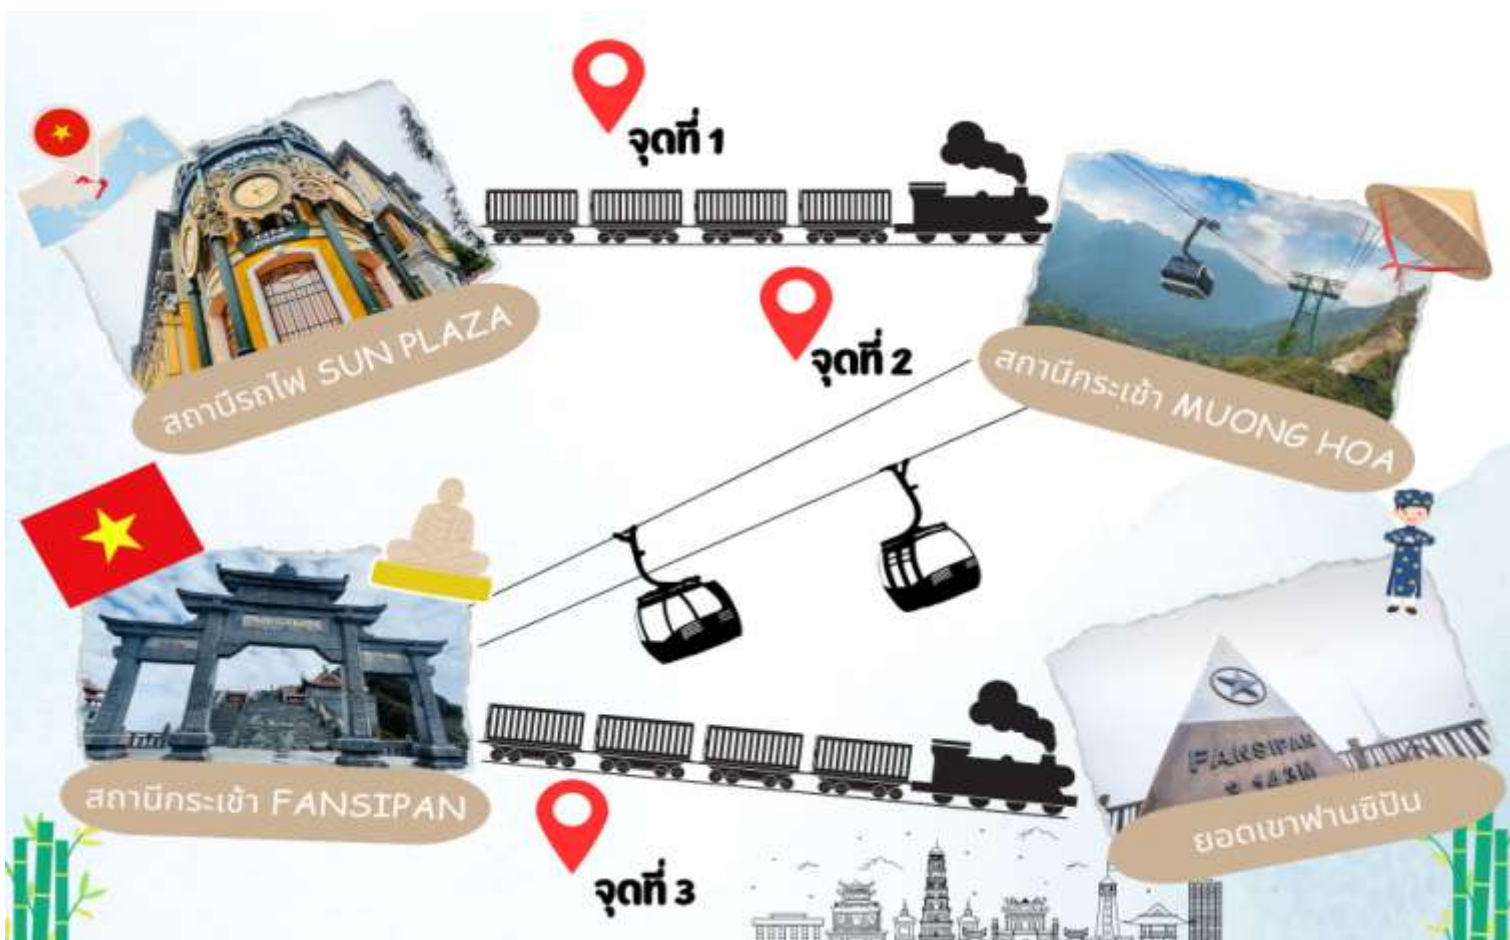 จุดที่ 1
สถานีรถไฟ SUN PLAZA
จุดที่ 2
สถานีกระเช้า MUONG HOA
สถานีกระเช้า FANSIPAN
จุดที่ 3
FANSIPAN
3.143M
ยอดเขาฟานซิปัน